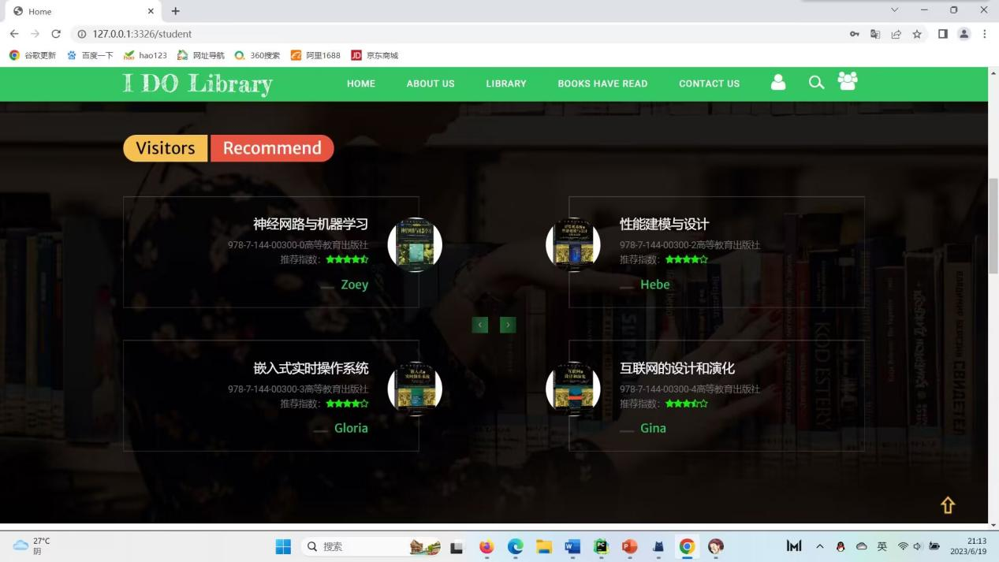 Home
127.0.0.1:3326/student
谷歌更新 百度一下 hao123 网址导航 360搜索 阿里1688 京东商城
I DO Library HOME ABOUT US LIBRARY BOOKS HAVE READ CONTACT US
Visitors Recommend
神经网路与机器学习
978-7-144-00300-0高等教育出版社
推荐指数:
Zoey
性能建模与设计
978-7-144-00300-2高等教育出版社
推荐指数:
Hebe
嵌入式实时操作系统
978-7-144-00300-3高等教育出版社
推荐指数:
Gloria
互联网的设计和演化
978-7-144-00300-4高等教育出版社
推荐指数:
Gina
27°C
阴
搜索
英
21:13
2023/6/19